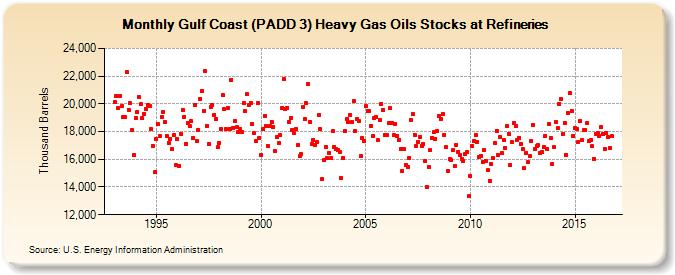 Monthly Gulf Coast (PADD 3) Heavy Gas Oils Stocks at Refineries
Thousand Barrels
24,000
22,000
20,000
18,000
16,000
14,000
12,000
1995 2000 2005 2010 2015
Source: U.S. Energy Information Administration